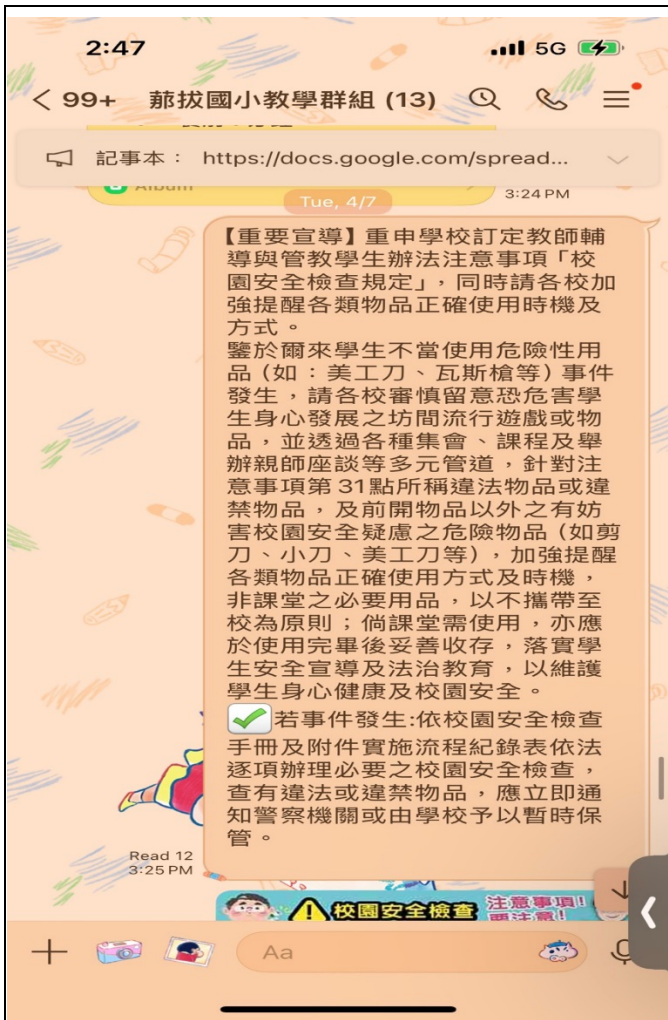 2:47
5G
99+ 茆拔國小教學群組 (13)
記事本： https://docs.google.com/spread...
Album
3:24 PM
Tue, 4/7
【重要宣導】重申學校訂定教師輔
導與管教學生辦法注意事項「校
園安全檢查規定」，同時請各校加
強提醒各類物品正確使用時機及
方式。
鑒於爾來學生不當使用危險性用
品（如：美工刀、瓦斯槍等）事件
發生，請各校審慎留意恐危害學
生身心發展之坊間流行遊戲或物
品，並透過各種集會、課程及舉
辦親師座談等多元管道，針對注
意事項第 31點所稱違法物品或違
禁物品，及前開物品以外之有妨
害校園安全疑慮之危險物品（如剪
刀、小刀、美工刀等），加強提醒
各類物品正確使用方式及時機，
非課堂之必要用品，以不攜帶至
校為原則；倘課堂需使用，亦應
於使用完畢後妥善收存，落實學
生安全宣導及法治教育，以維護
學生身心健康及校園安全。
✅若事件發生:依校園安全檢查
手冊及附件實施流程紀錄表依法
逐項辦理必要之校園安全檢查，
查有違法或違禁物品，應立即通
知警察機關或由學校予以暫時保
管。
Read 12
3:25 PM
校園安全檢查 注意事項!
要注意!
Aa